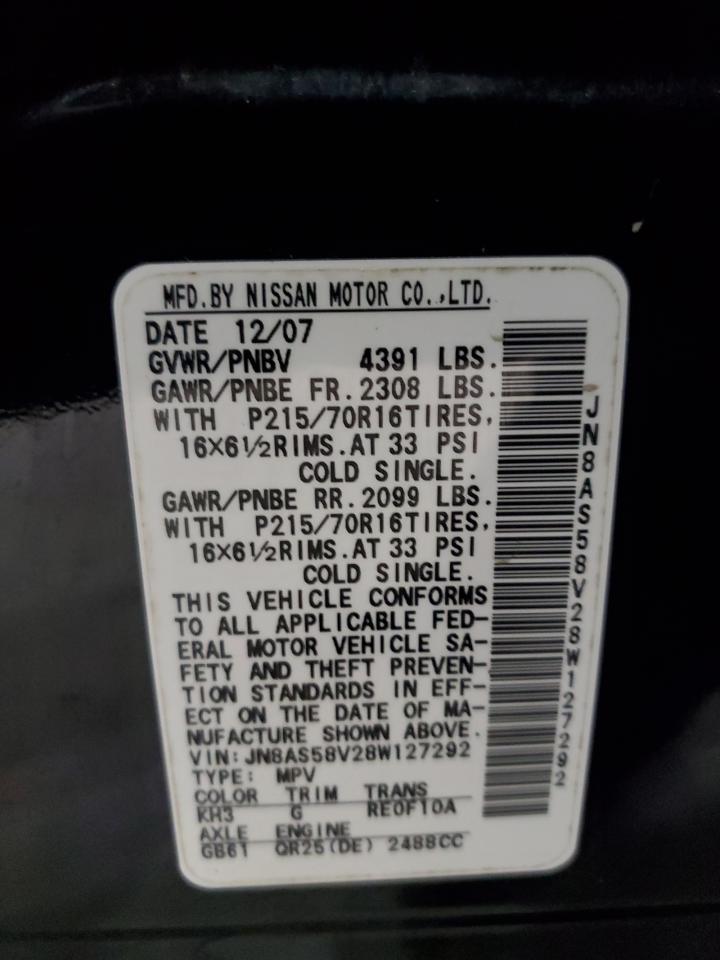 MFD.BY NISSAN MOTOR CO.,LTD.
DATE 12/07
GVWR/PNBV 4391 LBS.
GAWR/PNBE FR.2308 LBS.
WITH P215/70R16TIRES,
16X6 1/2RIMS.AT 33 PSI
COLD SINGLE.
GAWR/PNBE RR.2099 LBS.
WITH P215/70R16TIRES,
16X6 1/2RIMS.AT 33 PSI
COLD SINGLE.
THIS VEHICLE CONFORMS
TO ALL APPLICABLE FED-
ERAL MOTOR VEHICLE SA-
FETY AND THEFT PREVEN-
TION STANDARDS IN EFF-
ECT ON THE DATE OF MA-
NUFACTURE SHOWN ABOVE.
VIN:JN8AS58V28W127292
TYPE: MPV
COLOR TRIM TRANS
KH3 G RE0F10A
AXLE ENGINE
GB61 QR25(DE) 2488CC
JN8AS58V28W127292